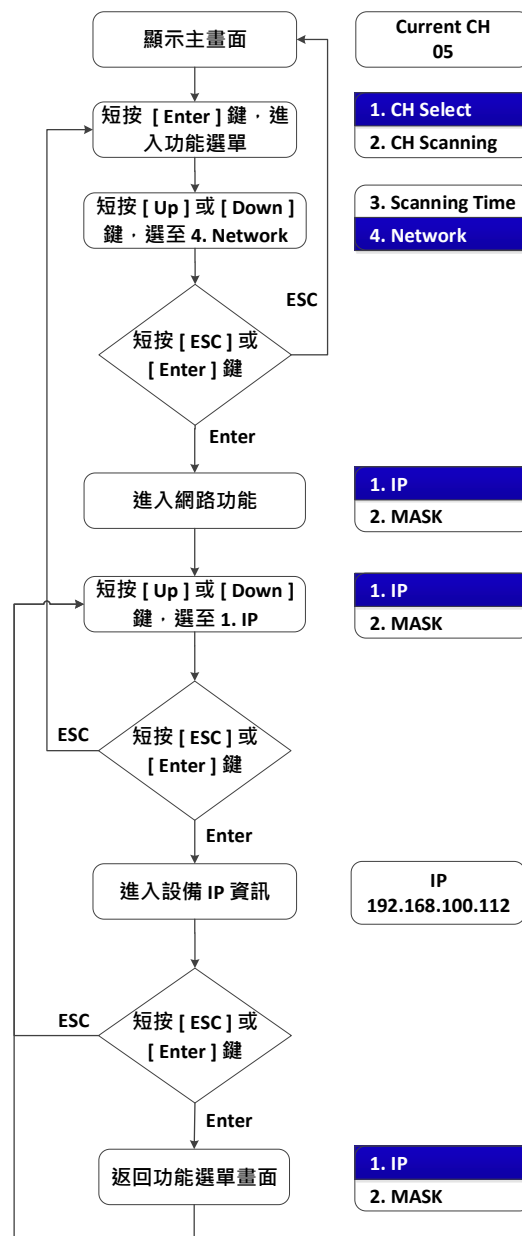 顯示主畫面
Current CH
05
短按 [ Enter ] 鍵，進
入功能選單
1. CH Select
2. CH Scanning
短按 [ Up ] 或 [ Down ]
鍵，選至 4. Network
3. Scanning Time
4. Network
ESC
短按 [ ESC ] 或
[ Enter ] 鍵
Enter
進入網路功能
1. IP
2. MASK
短按 [ Up ] 或 [ Down ]
鍵，選至 1. IP
1. IP
2. MASK
ESC
短按 [ ESC ] 或
[ Enter ] 鍵
Enter
進入設備 IP 資訊
IP
192.168.100.112
ESC
短按 [ ESC ] 或
[ Enter ] 鍵
Enter
返回功能選單畫面
1. IP
2. MASK